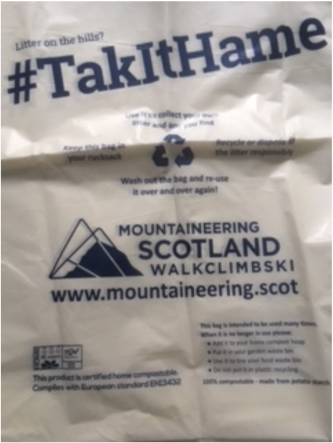 Litter on the hills?
#TakItHame
Use it to collect your own
litter and any you find
Keep this bag in
your rucksack
Recycle or dispose of
the litter responsibly
Wash out the bag and re-use
it over and over again!
MOUNTAINEERING
SCOTLAND
WALKCLIMBSKI
www.mountaineering.scot
This bag is intended to be used many times.
When it is no longer in use please:
• Add it to your home compost heap
• Put it in your garden waste bin
• Use it to line your food waste bin
• Do not put in plastic recycling
100% compostable - made from potato starch
This product is certified home compostable
Complies with European standard EN13432